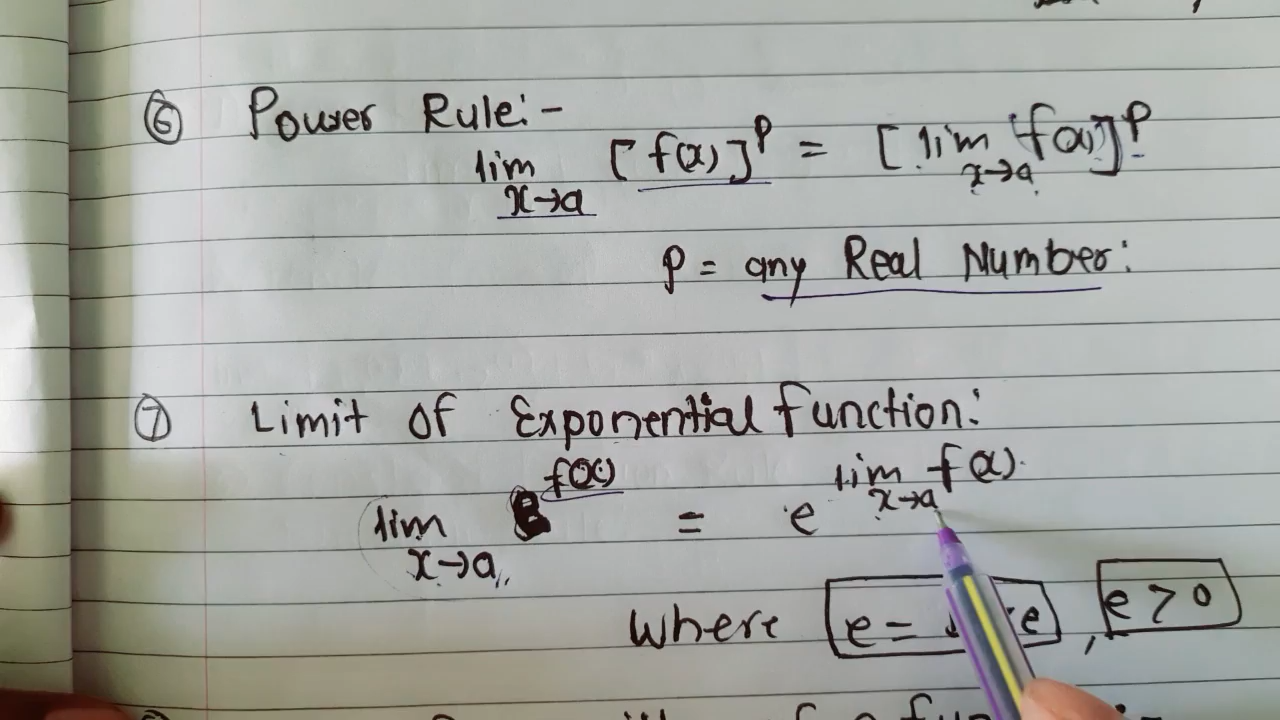 ⑥ Power Rule:-
lim x→a [f(x)]^p = [lim x→a f(x)]^p
p = any Real Number:
⑦ Limit of Exponential function:
lim x→a e^f(x) = e^lim x→a f(x).
where e = , e > 0